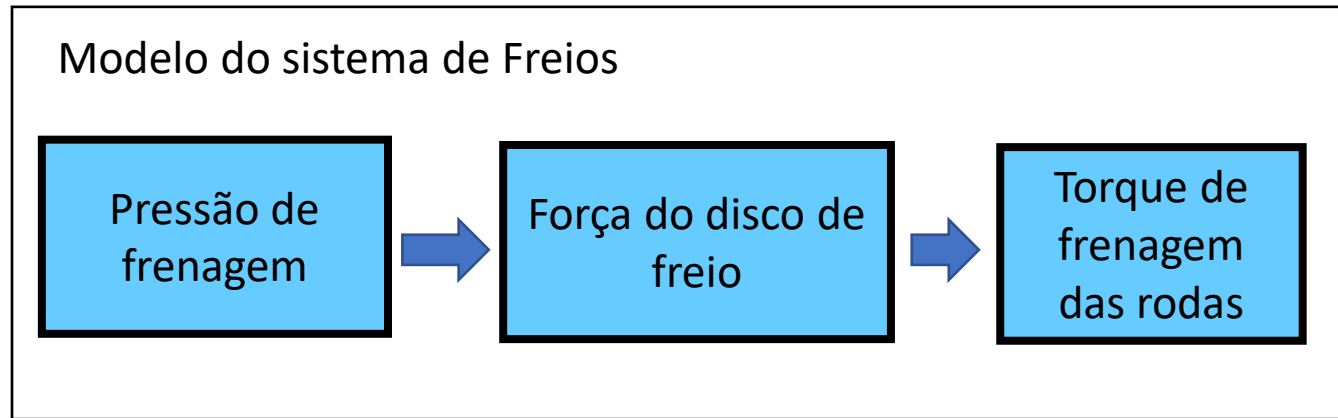 Modelo do sistema de Freios
Pressão de
frenagem
Força do disco de
freio
Torque de
frenagem
das rodas